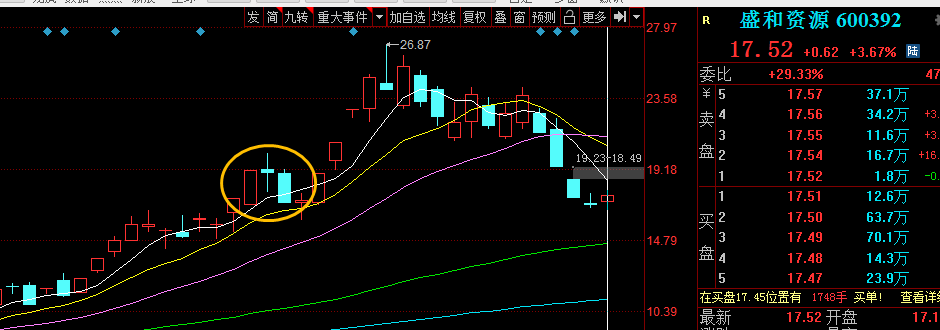 发 简 九转 重大事件 加自选 均线 复权 叠 窗 预测 更多
27.97
26.87
23.58
19.23-18.49
19.18
14.79
10.39
R 盛和资源 600392
17.52 +0.62 +3.67% 陆
委比 +29.33% 47
卖盘
¥ 5 17.57 37.1万
4 17.56 34.2万 +3.
3 17.55 11.6万 +3.
2 17.54 16.7万 +16.
1 17.52 1.8万 -0.
买盘
1 17.51 12.6万
2 17.50 63.7万
3 17.49 70.1万
4 17.48 14.3万
5 17.47 23.9万
在买盘17.45位置有 1748手 买单! 查看详细
最新 17.52 开盘 17.1